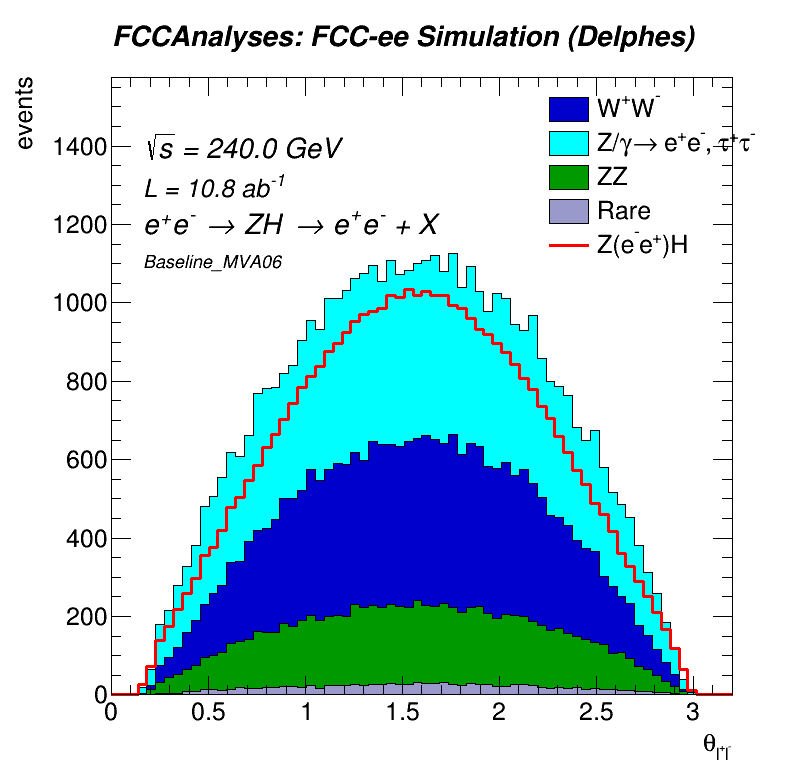 FCCAnalyses: FCC-ee Simulation (Delphes)
events
√s = 240.0 GeV
L = 10.8 ab⁻¹
e⁺e⁻ → ZH → e⁺e⁻ + X
Baseline_MVA06
W⁺W⁻
Z/γ→ e⁺e⁻, τ⁺τ⁻
ZZ
Rare
Z(e⁻e⁺)H
1400
1200
1000
800
600
400
200
0
0 0.5 1 1.5 2 2.5 3
θ_l⁺l⁻